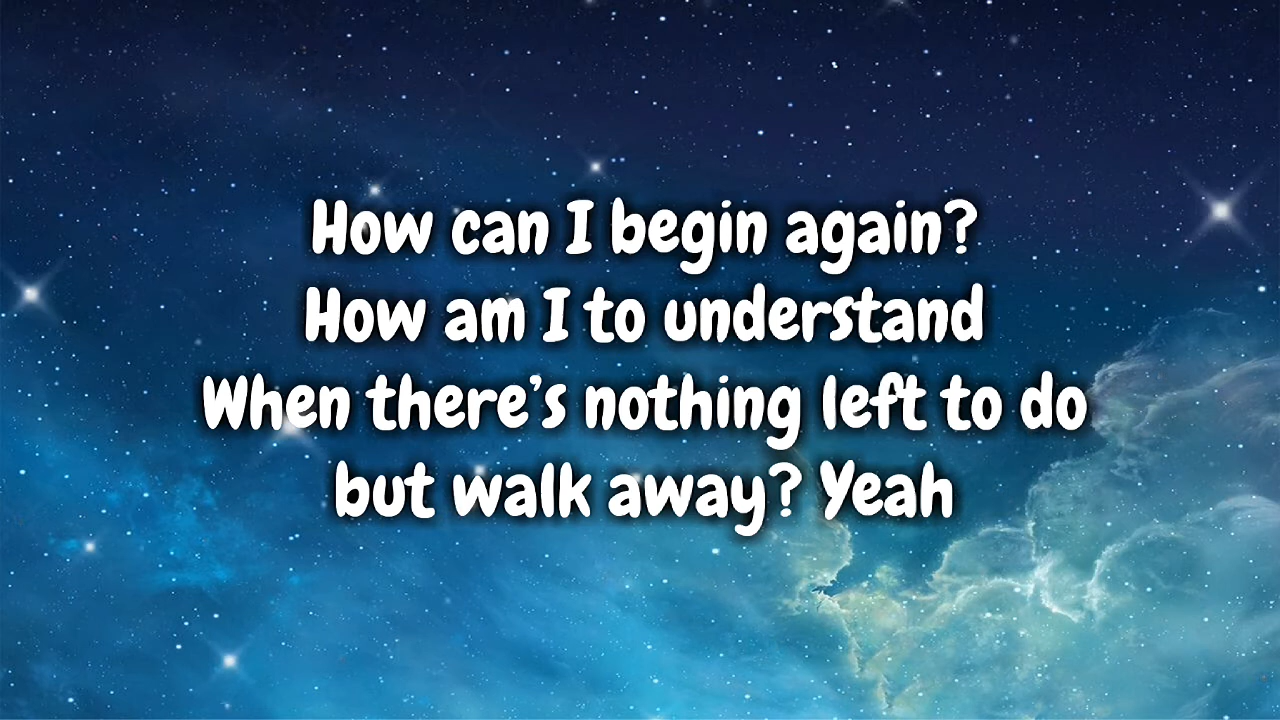 How can I begin again?
How am I to understand
When there’s nothing left to do
but walk away? Yeah